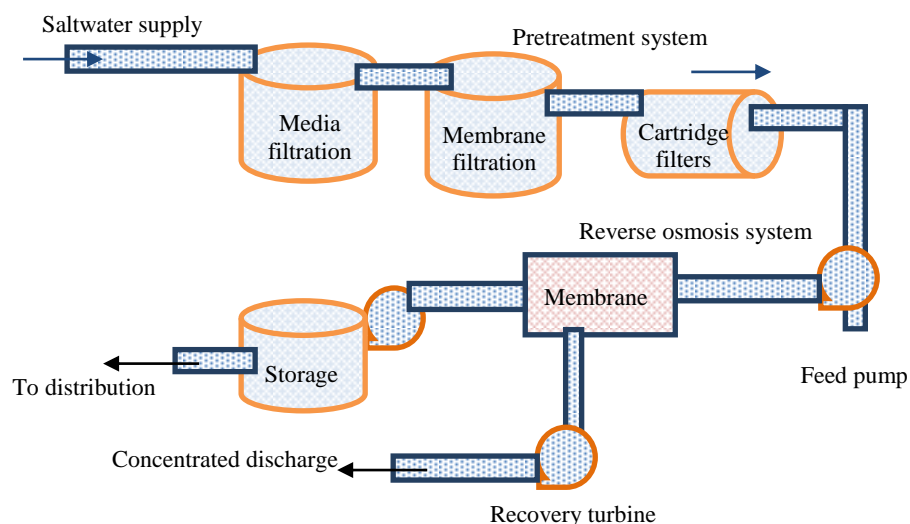 Saltwater supply
Pretreatment system
Media
filtration
Membrane
filtration
Cartridge
filters
Reverse osmosis system
Membrane
Storage
To distribution
Feed pump
Concentrated discharge
Recovery turbine